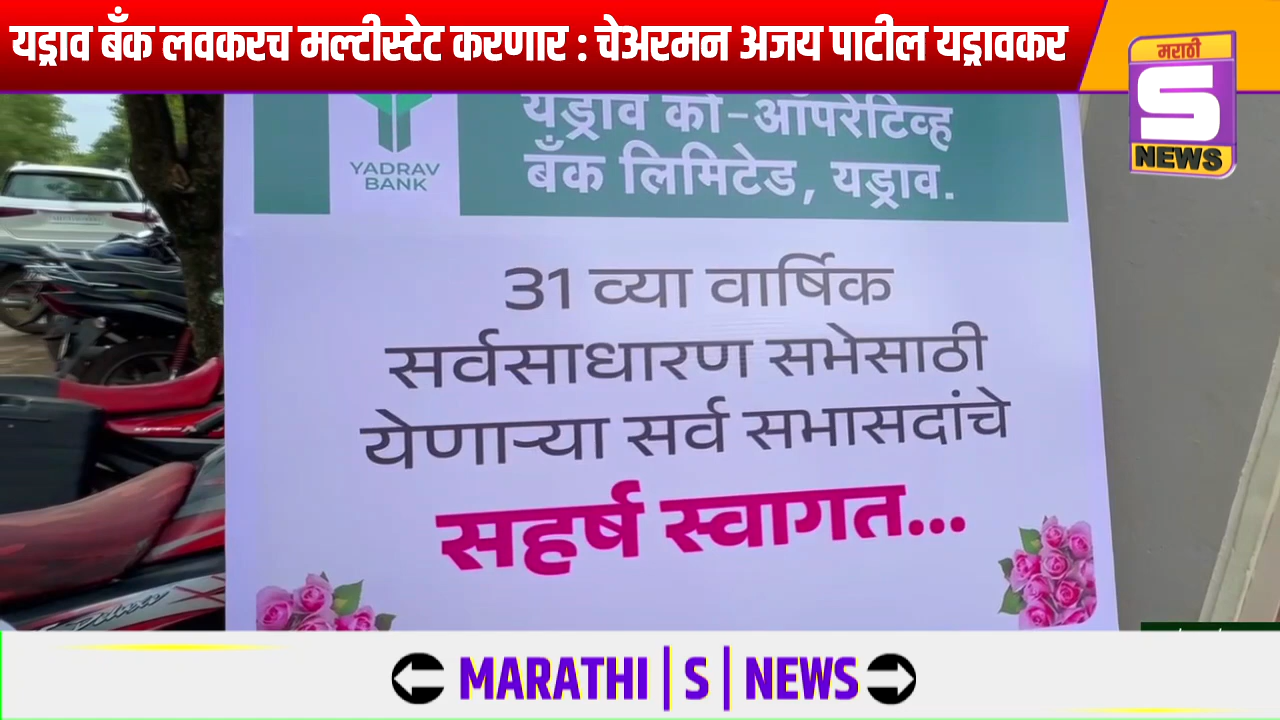 यड्राव बँक लवकरच मल्टीस्टेट करणार : चेअरमन अजय पाटील यड्रावकर
मराठी
S
NEWS
यड्राव को-ऑपरेटिव्ह
बँक लिमिटेड, यड्राव.
YADRAV
BANK
31 व्या वार्षिक
सर्वसाधारण सभेसाठी
येणाऱ्या सर्व सभासदांचे
सहर्ष स्वागत...
Deluxe
MARATHI | S | NEWS